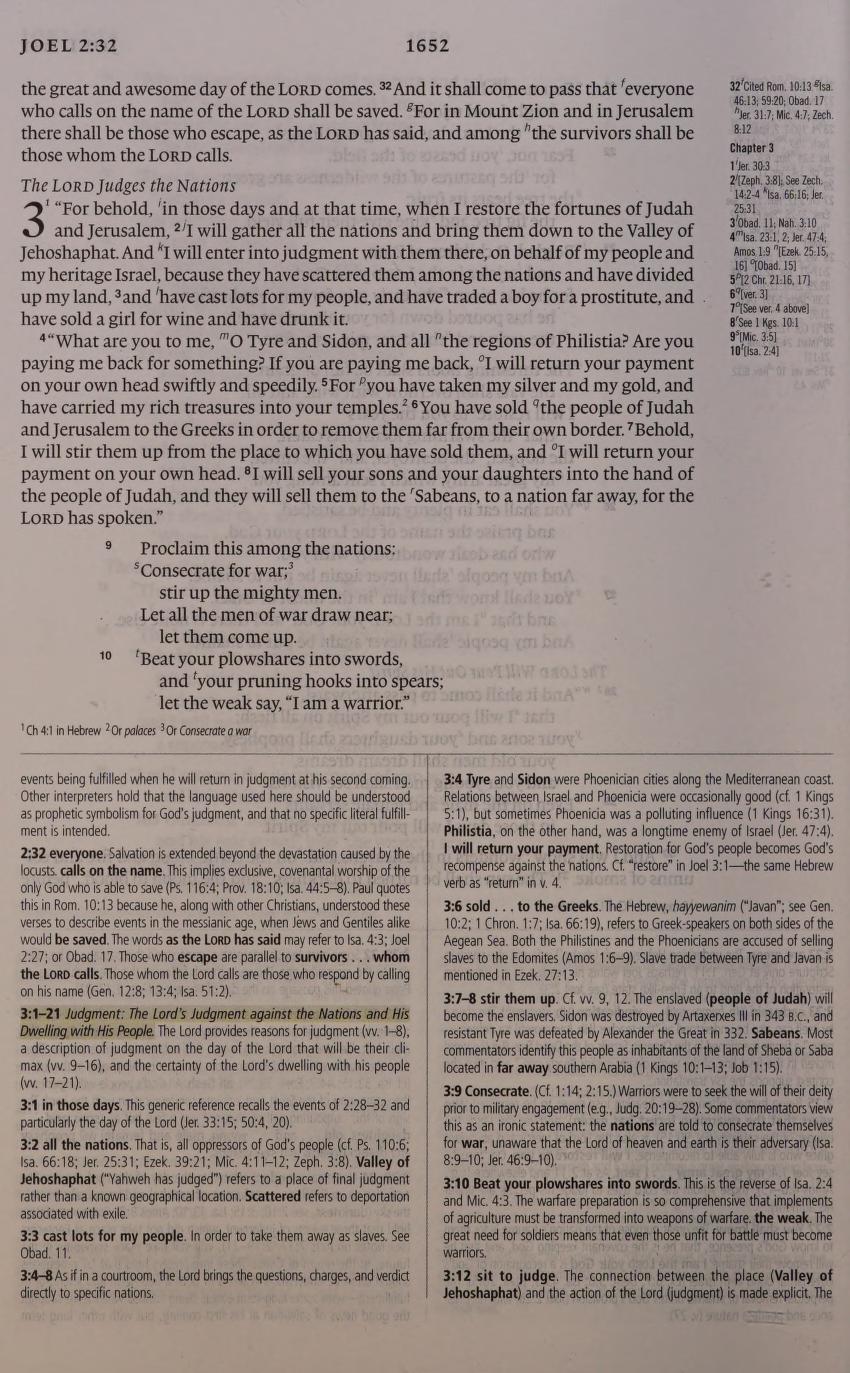 JOEL 2:32
1652
the great and awesome day of the LORD comes. 32 And it shall come to pass that f everyone
who calls on the name of the LORD shall be saved. g For in Mount Zion and in Jerusalem
there shall be those who escape, as the LORD has said, and among h the survivors shall be
those whom the LORD calls.
The LORD Judges the Nations
3 1 “For behold, i in those days and at that time, when I restore the fortunes of Judah
and Jerusalem, 2 j I will gather all the nations and bring them down to the Valley of
Jehoshaphat. And k I will enter into judgment with them there, on behalf of my people and
my heritage Israel, because they have scattered them among the nations and have divided
up my land, 3 and l have cast lots for my people, and have traded a boy for a prostitute, and
have sold a girl for wine and have drunk it.
4 “What are you to me, m O Tyre and Sidon, and all n the regions of Philistia? Are you
paying me back for something? If you are paying me back, o I will return your payment
on your own head swiftly and speedily. 5 For p you have taken my silver and my gold, and
have carried my rich treasures into your temples. 2 6 You have sold q the people of Judah
and Jerusalem to the Greeks in order to remove them far from their own border. 7 Behold,
I will stir them up from the place to which you have sold them, and o I will return your
payment on your own head. 8 I will sell your sons and your daughters into the hand of
the people of Judah, and they will sell them to the r Sabeans, to a nation far away, for the
LORD has spoken.”
9 Proclaim this among the nations:
s Consecrate for war; 3
stir up the mighty men.
Let all the men of war draw near;
let them come up.
10 t Beat your plowshares into swords,
and t your pruning hooks into spears;
let the weak say, “I am a warrior.”
1 Ch 4:1 in Hebrew 2 Or palaces 3 Or Consecrate a war
32 f Cited Rom. 10:13 g Isa.
46:13; 59:20; Obad. 17
h Jer. 31:7; Mic. 4:7; Zech.
8:12
Chapter 3
1 i Jer. 30:3
2 j [Zeph. 3:8]; See Zech.
14:2-4 k Isa. 66:16; Jer.
25:31
3 l Obad. 11; Nah. 3:10
4 m Isa. 23:1, 2; Jer. 47:4;
Amos 1:9 n [Ezek. 25:15,
16] o [Obad. 15]
5 p [2 Chr. 21:16, 17]
6 q [ver. 3]
7 o [See ver. 4 above]
8 r See 1 Kgs. 10:1
9 s [Mic. 3:5]
10 t [Isa. 2:4]
events being fulfilled when he will return in judgment at his second coming.
Other interpreters hold that the language used here should be understood
as prophetic symbolism for God’s judgment, and that no specific literal fulfill-
ment is intended.
2:32 everyone. Salvation is extended beyond the devastation caused by the
locusts. calls on the name. This implies exclusive, covenantal worship of the
only God who is able to save (Ps. 116:4; Prov. 18:10; Isa. 44:5–8). Paul quotes
this in Rom. 10:13 because he, along with other Christians, understood these
verses to describe events in the messianic age, when Jews and Gentiles alike
would be saved. The words as the LORD has said may refer to Isa. 4:3; Joel
2:27; or Obad. 17. Those who escape are parallel to survivors . . . whom
the LORD calls. Those whom the Lord calls are those who respond by calling
on his name (Gen. 12:8; 13:4; Isa. 51:2).
3:1–21 Judgment: The Lord’s Judgment against the Nations and His
Dwelling with His People. The Lord provides reasons for judgment (vv. 1–8),
a description of judgment on the day of the Lord that will be their cli-
max (vv. 9–16), and the certainty of the Lord’s dwelling with his people
(vv. 17–21).
3:1 in those days. This generic reference recalls the events of 2:28–32 and
particularly the day of the Lord (Jer. 33:15; 50:4, 20).
3:2 all the nations. That is, all oppressors of God’s people (cf. Ps. 110:6;
Isa. 66:18; Jer. 25:31; Ezek. 39:21; Mic. 4:11–12; Zeph. 3:8). Valley of
Jehoshaphat (“Yahweh has judged”) refers to a place of final judgment
rather than a known geographical location. Scattered refers to deportation
associated with exile.
3:3 cast lots for my people. In order to take them away as slaves. See
Obad. 11.
3:4–8 As if in a courtroom, the Lord brings the questions, charges, and verdict
directly to specific nations.
3:4 Tyre and Sidon were Phoenician cities along the Mediterranean coast.
Relations between Israel and Phoenicia were occasionally good (cf. 1 Kings
5:1), but sometimes Phoenicia was a polluting influence (1 Kings 16:31).
Philistia, on the other hand, was a longtime enemy of Israel (Jer. 47:4).
I will return your payment. Restoration for God’s people becomes God’s
recompense against the nations. Cf. “restore” in Joel 3:1—the same Hebrew
verb as “return” in v. 4.
3:6 sold . . . to the Greeks. The Hebrew, hayyewanim (“Javan”; see Gen.
10:2; 1 Chron. 1:7; Isa. 66:19), refers to Greek-speakers on both sides of the
Aegean Sea. Both the Philistines and the Phoenicians are accused of selling
slaves to the Edomites (Amos 1:6–9). Slave trade between Tyre and Javan is
mentioned in Ezek. 27:13.
3:7–8 stir them up. Cf. vv. 9, 12. The enslaved (people of Judah) will
become the enslavers. Sidon was destroyed by Artaxerxes III in 343 B.C., and
resistant Tyre was defeated by Alexander the Great in 332. Sabeans. Most
commentators identify this people as inhabitants of the land of Sheba or Saba
located in far away southern Arabia (1 Kings 10:1–13; Job 1:15).
3:9 Consecrate. (Cf. 1:14; 2:15.) Warriors were to seek the will of their deity
prior to military engagement (e.g., Judg. 20:19–28). Some commentators view
this as an ironic statement: the nations are told to consecrate themselves
for war, unaware that the Lord of heaven and earth is their adversary (Isa.
8:9–10; Jer. 46:9–10).
3:10 Beat your plowshares into swords. This is the reverse of Isa. 2:4
and Mic. 4:3. The warfare preparation is so comprehensive that implements
of agriculture must be transformed into weapons of warfare. the weak. The
great need for soldiers means that even those unfit for battle must become
warriors.
3:12 sit to judge. The connection between the place (Valley of
Jehoshaphat) and the action of the Lord (judgment) is made explicit. The